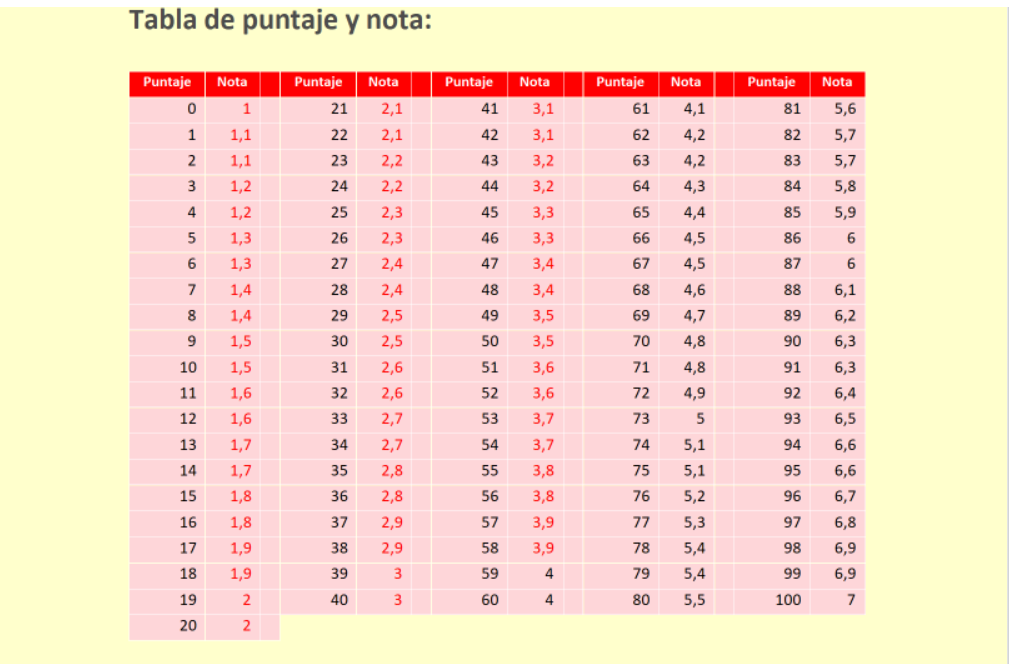 Tabla de puntaje y nota:
Puntaje Nota Puntaje Nota Puntaje Nota Puntaje Nota Puntaje Nota
0 1 21 2,1 41 3,1 61 4,1 81 5,6
1 1,1 22 2,1 42 3,1 62 4,2 82 5,7
2 1,1 23 2,2 43 3,2 63 4,2 83 5,7
3 1,2 24 2,2 44 3,2 64 4,3 84 5,8
4 1,2 25 2,3 45 3,3 65 4,4 85 5,9
5 1,3 26 2,3 46 3,3 66 4,5 86 6
6 1,3 27 2,4 47 3,4 67 4,5 87 6
7 1,4 28 2,4 48 3,4 68 4,6 88 6,1
8 1,4 29 2,5 49 3,5 69 4,7 89 6,2
9 1,5 30 2,5 50 3,5 70 4,8 90 6,3
10 1,5 31 2,6 51 3,6 71 4,8 91 6,3
11 1,6 32 2,6 52 3,6 72 4,9 92 6,4
12 1,6 33 2,7 53 3,7 73 5 93 6,5
13 1,7 34 2,7 54 3,7 74 5,1 94 6,6
14 1,7 35 2,8 55 3,8 75 5,1 95 6,6
15 1,8 36 2,8 56 3,8 76 5,2 96 6,7
16 1,8 37 2,9 57 3,9 77 5,3 97 6,8
17 1,9 38 2,9 58 3,9 78 5,4 98 6,9
18 1,9 39 3 59 4 79 5,4 99 6,9
19 2 40 3 60 4 80 5,5 100 7
20 2